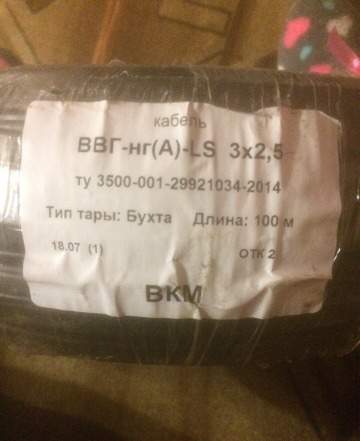 кабель
ВВГ-нг(А)-LS 3х2,5
ту 3500-001-29921034-2014
Тип тары: Бухта Длина: 100 м
18.07 (1) ОТК 2
ВКМ